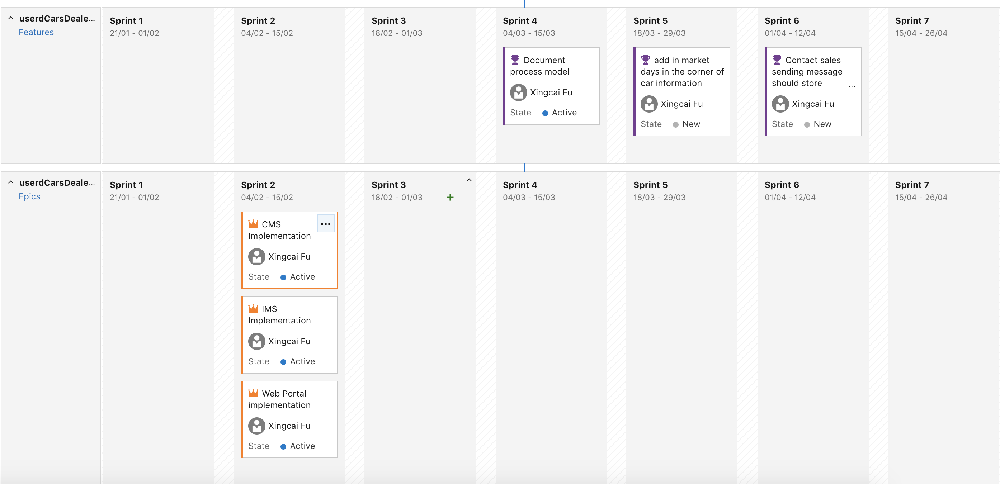 userdCarsDeale...
Features
Sprint 1
21/01 - 01/02
Sprint 2
04/02 - 15/02
Sprint 3
18/02 - 01/03
Sprint 4
04/03 - 15/03
Document
process model
Xingcai Fu
State Active
Sprint 5
18/03 - 29/03
add in market
days in the corner of
car information
Xingcai Fu
State New
Sprint 6
01/04 - 12/04
Contact sales
sending message
should store ...
Xingcai Fu
State New
Sprint 7
15/04 - 26/04
userdCarsDeale...
Epics
Sprint 1
21/01 - 01/02
Sprint 2
04/02 - 15/02
CMS
Implementation
Xingcai Fu
State Active
IMS
Implementation
Xingcai Fu
State Active
Web Portal
implementation
Xingcai Fu
State Active
Sprint 3
18/02 - 01/03
Sprint 4
04/03 - 15/03
Sprint 5
18/03 - 29/03
Sprint 6
01/04 - 12/04
Sprint 7
15/04 - 26/04